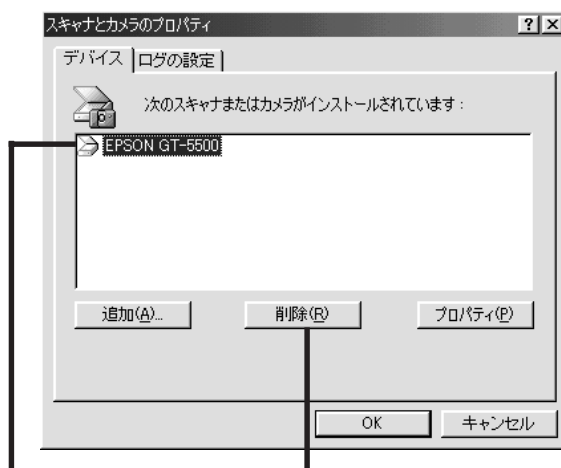 スキャナとカメラのプロパティ
デバイス ログの設定
次のスキャナまたはカメラがインストールされています:
EPSON GT-5500
追加(A)... 削除(R) プロパティ(P)
OK キャンセル